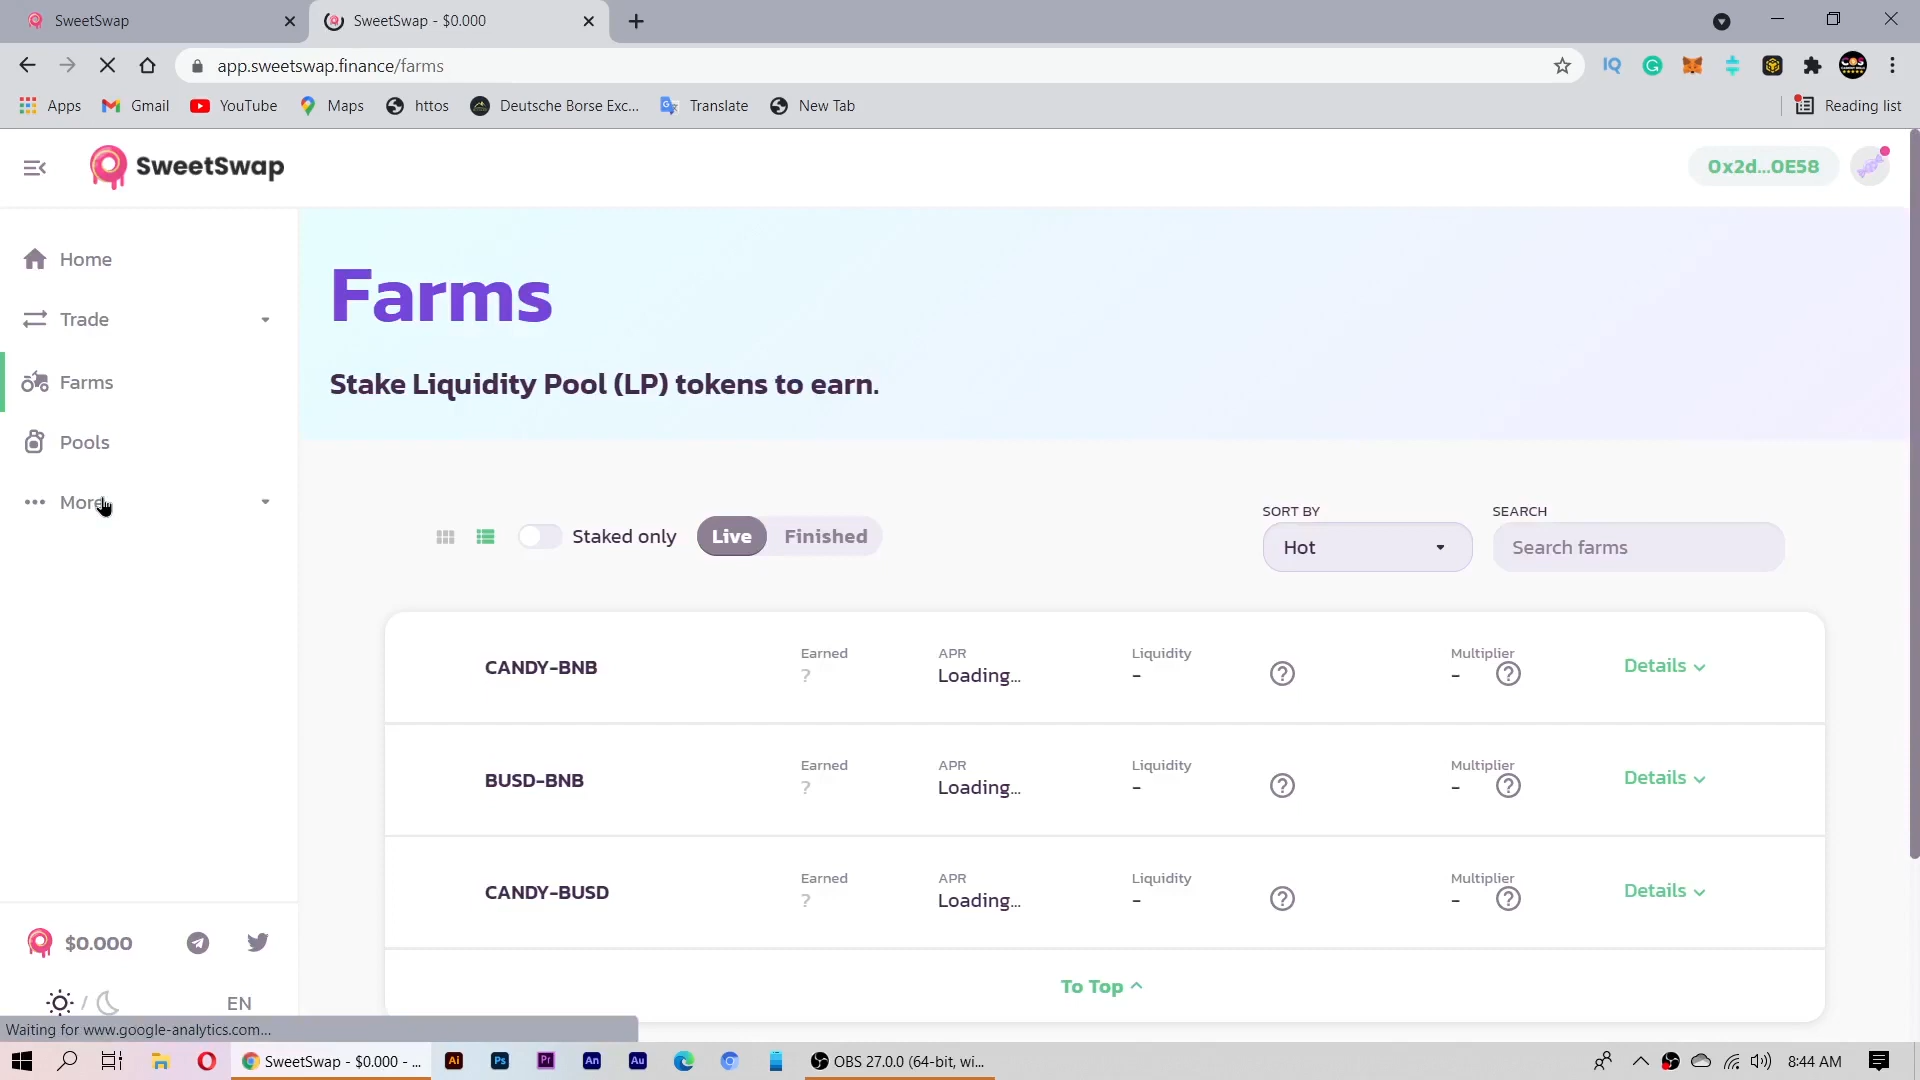 SweetSwap
SweetSwap - $0.000
app.sweetswap.finance/farms
Apps
Gmail
YouTube
Maps
httos
Deutsche Borse Exc...
Translate
New Tab
Reading list
SweetSwap
0x2d...0E58
Home
Trade
Farms
Pools
More
Farms
Stake Liquidity Pool (LP) tokens to earn.
Staked only
Live
Finished
SORT BY
Hot
SEARCH
Search farms
CANDY-BNB
Earned
?
APR
Loading...
Liquidity
-
?
Multiplier
-
?
Details
BUSD-BNB
Earned
?
APR
Loading...
Liquidity
-
?
Multiplier
-
?
Details
CANDY-BUSD
Earned
?
APR
Loading...
Liquidity
-
?
Multiplier
-
?
Details
To Top
$0.000
/
EN
Waiting for www.google-analytics.com...
SweetSwap - $0.000 - ...
Ai
Ps
Pr
An
Au
OBS 27.0.0 (64-bit, wi...
8:44 AM